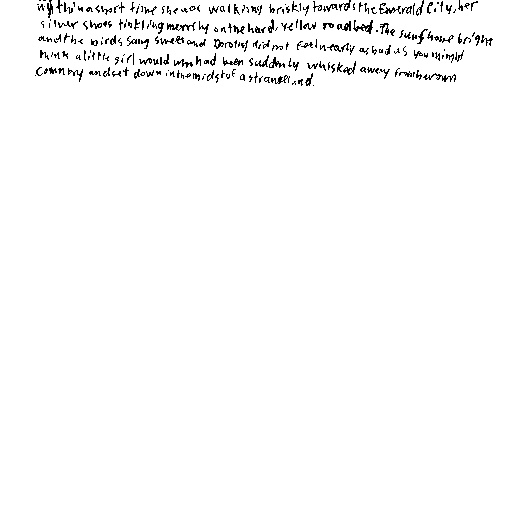 within a short time she was walking briskly towards the Emerald City, her
silver shoes tinkling merrily on the hard, yellow roadbed. The sun shone bright
and the birds sang sweet and Dorothy did not feel nearly as bad as you might
think a little girl would who had been suddenly whisked away from her own
country and set down in the midst of a strange land.